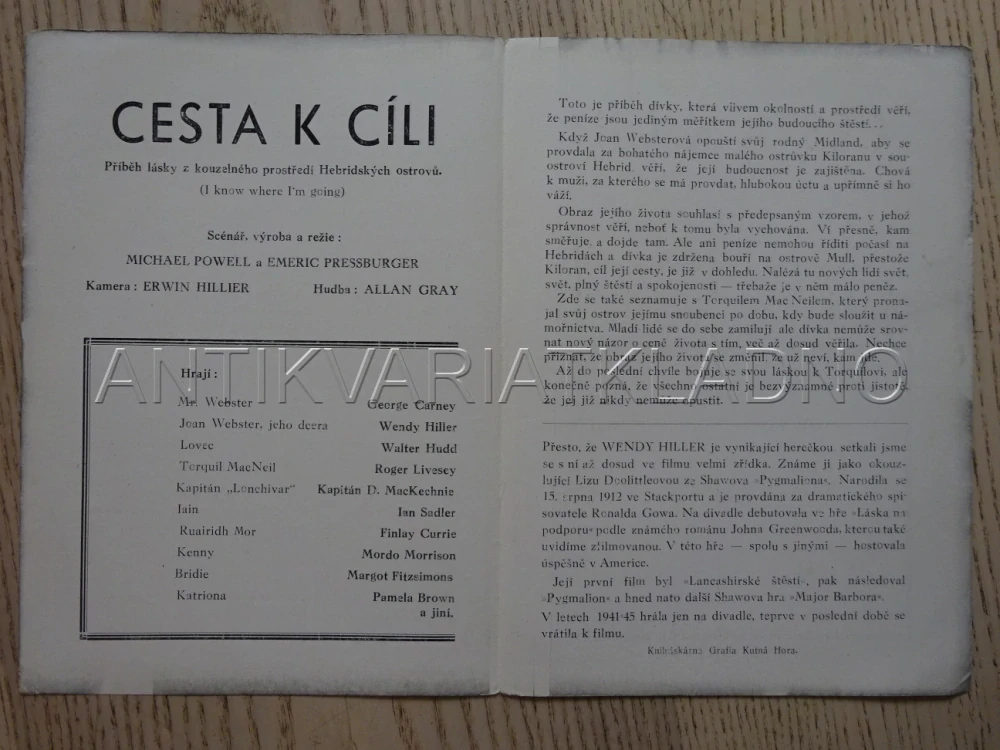 CESTA K CÍLI
Příběh lásky z kouzelného prostředí Hebridských ostrovů.
(I know where I'm going)
Scénář, výroba a režie :
MICHAEL POWELL a EMERIC PRESSBURGER
Kamera : ERWIN HILLIER Hudba : ALLAN GRAY
Hrají :
Mr. Webster George Carney
Joan Webster, jeho dcera Wendy Hiller
Lovec Walter Hudd
Torquil MacNeil Roger Livesey
Kapitán „Lonchivar" Kapitán D. MacKechnie
Iain Ian Sadler
Ruairidh Mor Finlay Currie
Kenny Mordo Morrison
Bridie Margot Fitzsimons
Katriona Pamela Brown
a jiní.
Toto je příběh dívky, která vlivem okolností a prostředí věří,
že peníze jsou jediným měřítkem jejího budoucího štěstí...
Když Joan Websterová opouští svůj rodný Midland, aby se
provdala za bohatého nájemce malého ostrůvku Kiloranu v sou-
ostroví Hebrid, věří, že její budoucnost je zajištěna. Chová
k muži, za kterého se má provdat, hlubokou úctu a upřímně si ho
váží.
Obraz jejího života souhlasí s předepsaným vzorem, v jehož
správnost věří, neboť k tomu byla vychována. Ví přesně, kam
směřuje, a dojde tam. Ale ani peníze nemohou říditi počasí na
Hebridách a dívka je zdržena bouří na ostrově Mull, přestože
Kiloran, cíl její cesty, je již v dohledu. Nalézá tu nových lidí svět,
svět, plný štěstí a spokojenosti — třebaže je v něm málo peněz.
Zde se také seznamuje s Torquilem Mac Neilem, který prona-
jal svůj ostrov jejímu snoubenci po dobu, kdy bude sloužit u ná-
mořnictva. Mladí lidé se do sebe zamilují ale dívka nemůže srov-
nat nový názor o ceně života s tím, več až dosud věřila. Nechce
přiznat, že obraz jejího života se změnil, že už neví, kam jde.
Až do poslední chvíle bojuje se svou láskou k Torquilovi, ale
konečně pozná, že všechno ostatní je bezvýznamné proti jistotě,
že jej již nikdy nemůže opustit.
Přesto, že WENDY HILLER je vynikající herečkou, setkali jsme
se s ní až dosud ve filmu velmi zřídka. Známe ji jako okouz-
lující Lízu Doolittleovou ze Shawova »Pygmaliona«. Narodila se
15. srpna 1912 ve Stackportu a je provdána za dramatického spi-
sovatele Ronalda Gowa. Na divadle debutovala ve hře »Láska na
podporu« podle známého románu Johna Greenwooda, kterou také
uvidíme zfilmovanou. V této hře — spolu s jinými — hostovala
úspěšně v Americe.
Její první film byl »Lancashirské štěstí«, pak následoval
»Pygmalion« a hned nato další Shawova hra »Major Barbora«.
V letech 1941-45 hrála jen na divadle, teprve v poslední době se
vrátila k filmu.
Knihtiskárna Grafia Kutná Hora.
ANTIKVARIAT KLADNO